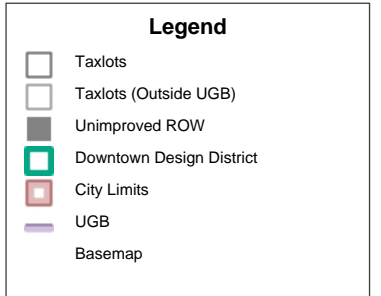 Legend
Taxlots
Taxlots (Outside UGB)
Unimproved ROW
Downtown Design District
City Limits
UGB
Basemap